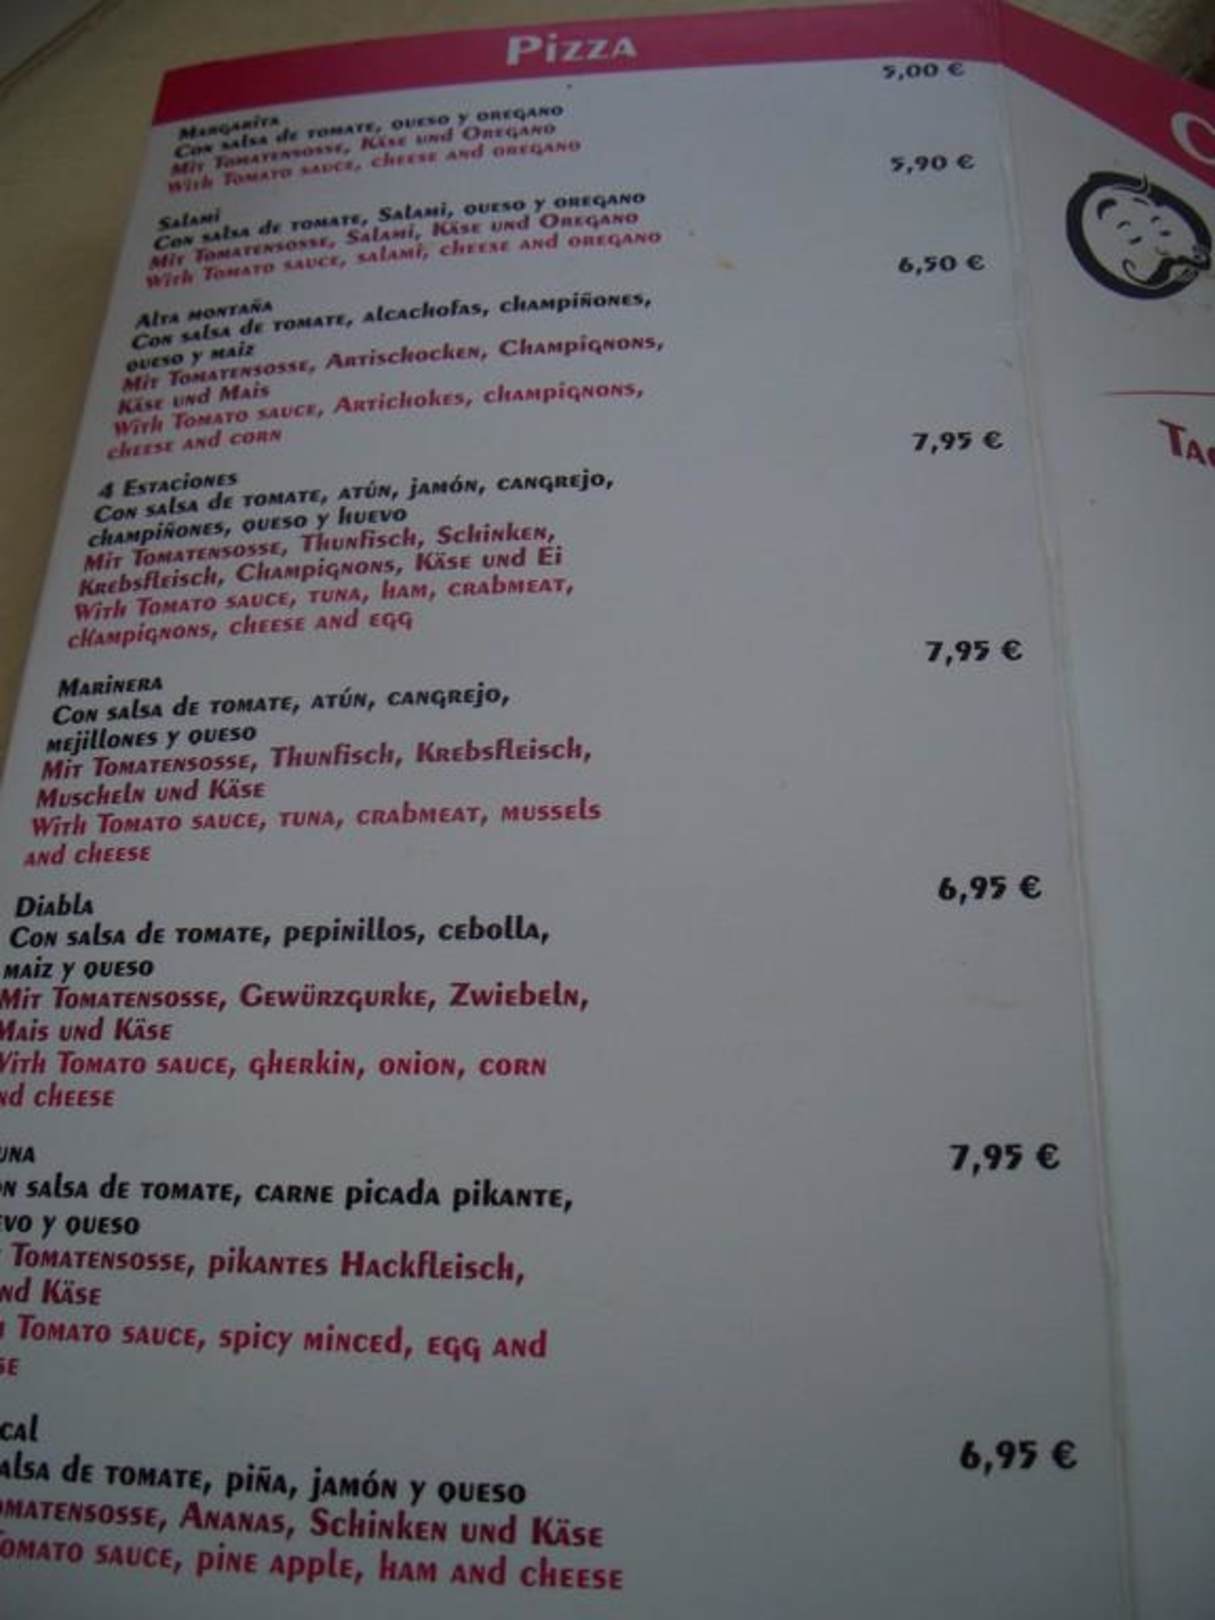 Pizza
Margarita
5,00 €
Con salsa de tomate, queso y oregano
Mit Tomatensosse, Käse und Oregano
With Tomato sauce, cheese and oregano
Salami
5,90 €
Con salsa de tomate, Salami, queso y oregano
Mit Tomatensosse, Salami, Käse und Oregano
With Tomato sauce, salami, cheese and oregano
Alta montaña
6,50 €
Con salsa de tomate, alcachofas, champiñones,
queso y maiz
Mit Tomatensosse, Artischocken, Champignons,
Käse und Mais
With Tomato sauce, Artichokes, champignons,
cheese and corn
4 Estaciones
7,95 €
Con salsa de tomate, atún, jamón, cangrejo,
champiñones, queso y huevo
Mit Tomatensosse, Thunfisch, Schinken,
Krebsfleisch, Champignons, Käse und Ei
With Tomato sauce, tuna, ham, crabmeat,
champignons, cheese and egg
Marinera
7,95 €
Con salsa de tomate, atún, cangrejo,
mejillones y queso
Mit Tomatensosse, Thunfisch, Krebsfleisch,
Muscheln und Käse
With Tomato sauce, tuna, crabmeat, mussels
and cheese
Diabla
6,95 €
Con salsa de tomate, pepinillos, cebolla,
maiz y queso
Mit Tomatensosse, Gewürzgurke, Zwiebeln,
Mais und Käse
With Tomato sauce, gherkin, onion, corn
nd cheese
una
7,95 €
on salsa de tomate, carne picada pikante,
evo y queso
Tomatensosse, pikantes Hackfleisch,
nd Käse
Tomato sauce, spicy minced, egg and
se
cal
6,95 €
alsa de tomate, piña, jamón y queso
omatensosse, Ananas, Schinken und Käse
omato sauce, pine apple, ham and cheese